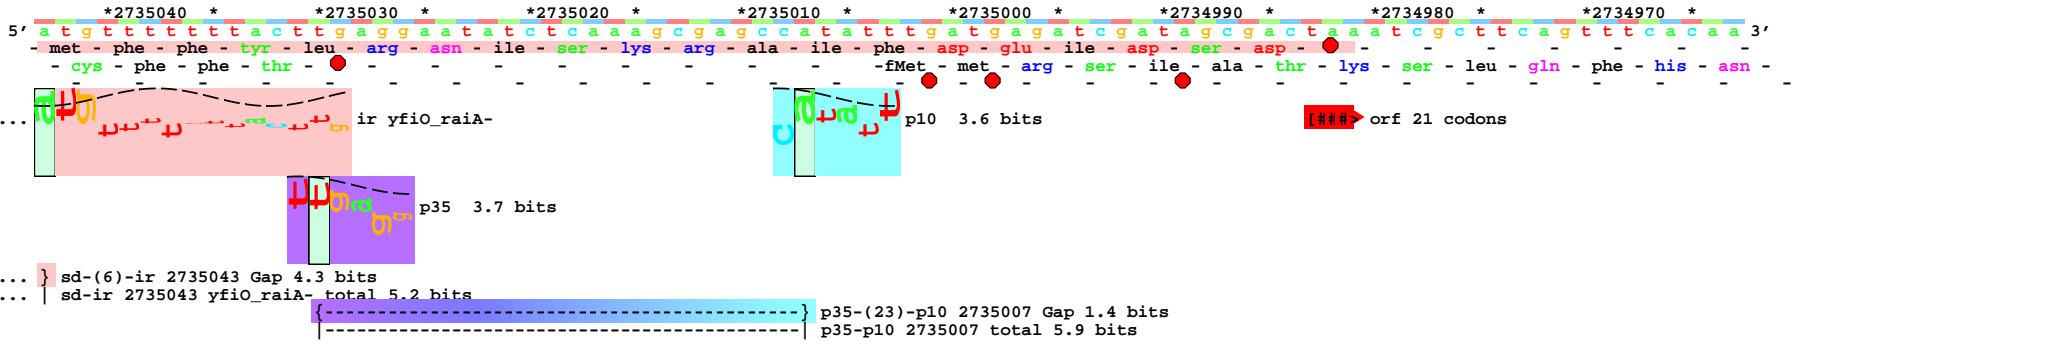 *2735040 * *2735030 * *2735020 * *2735010 * *2735000 * *2734990 * *2734980 * *2734970 *
5' a t g t t t t t t t a c t t g a g g a a t a t c t c a a a g c g a g c c a t a t t t g a t g a g a t c g a t a g c g a c t a a a t c g c t t c a g t t t c a c a a 3'
- met - phe - phe - tyr - leu - arg - asn - ile - ser - lys - arg - ala - ile - phe - asp - glu - ile - asp - ser - asp - - - - - - -
- cys - phe - phe - thr - - - - - - - - -fMet - met - arg - ser - ile - ala - thr - lys - ser - leu - gln - phe - his - asn -
- - - - - - - - - - - - - - - - - - - - - - - - - -
... a t g t t t t t t t a c t t g ir yfiO_raiA-
c a t a t t p10 3.6 bits
[###> orf 21 codons
t t g a g g p35 3.7 bits
... } sd-(6)-ir 2735043 Gap 4.3 bits
... | sd-ir 2735043 yfiO_raiA- total 5.2 bits
{---------------------------------------------} p35-(23)-p10 2735007 Gap 1.4 bits
|---------------------------------------------| p35-p10 2735007 total 5.9 bits